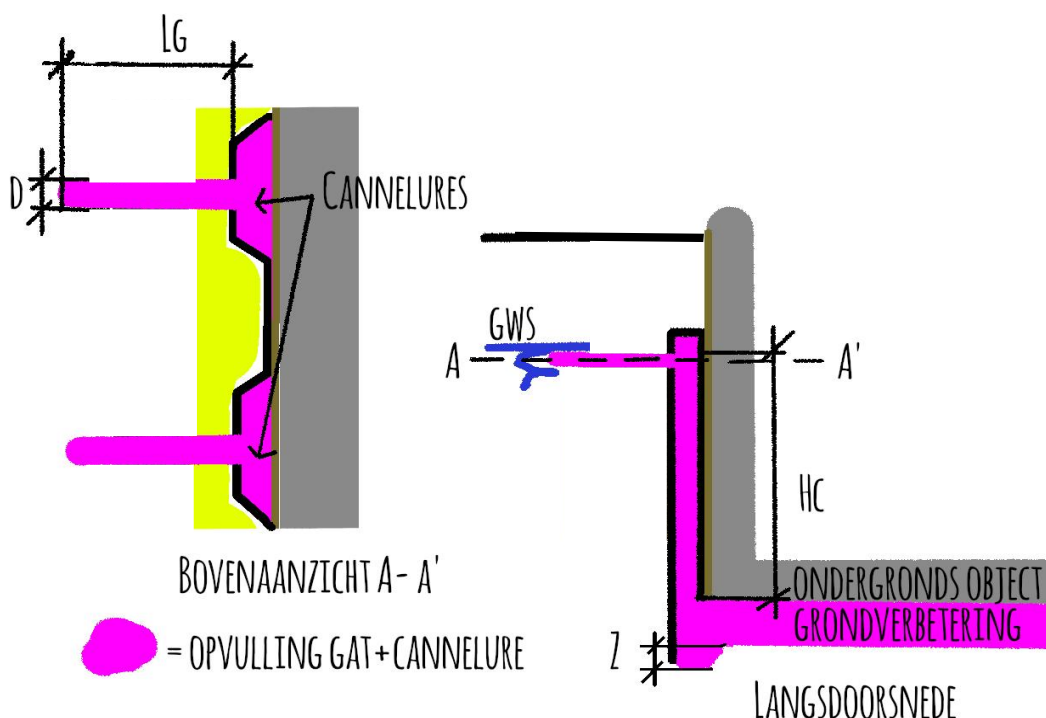 LG
D
CANNELURES
BOVENAANZICHT A- A'
= OPVULLING GAT+CANNELURE
GWS
A
A'
HC
ONDERGRONDS OBJECT
GRONDVERBETERING
Z
LANGSDOORSNEDE